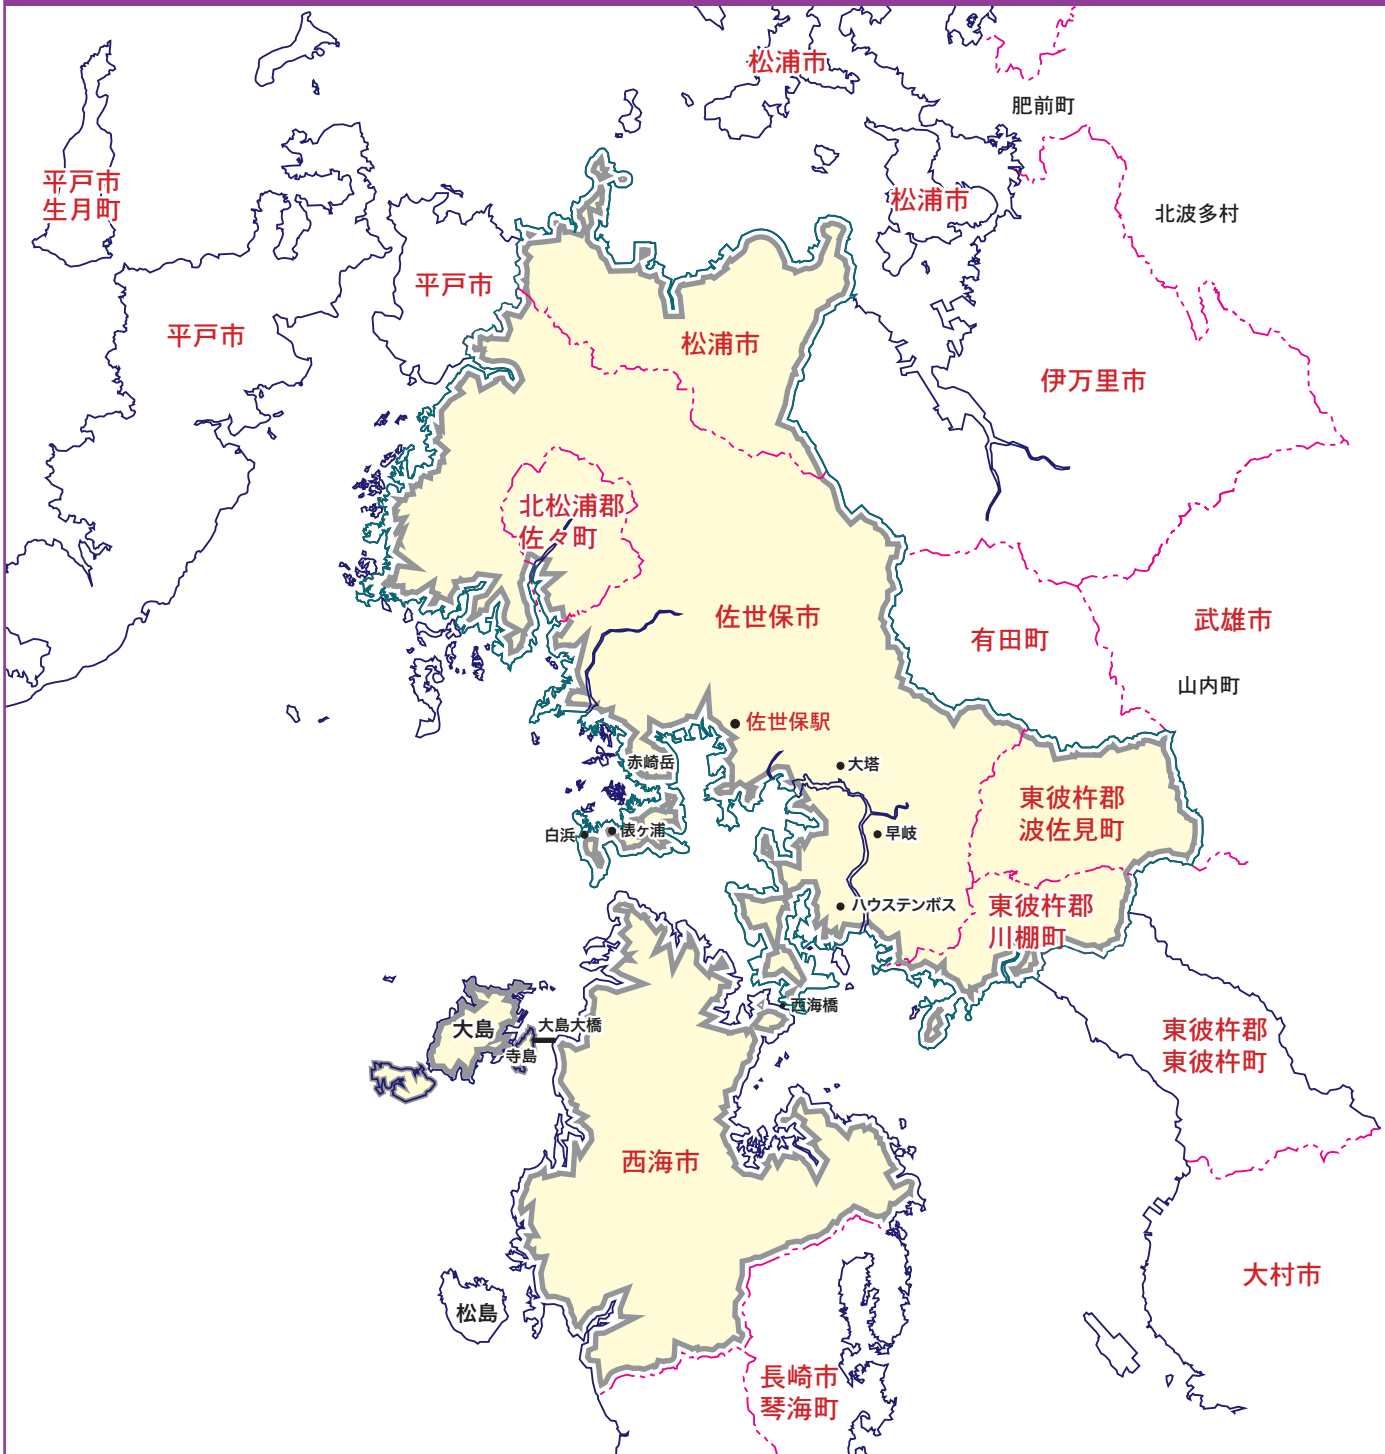 松浦市
肥前町
平戸市
生月町
松浦市
北波多村
平戸市
平戸市
松浦市
伊万里市
北松浦郡
佐々町
佐世保市
武雄市
有田町
山内町
佐世保駅
赤崎岳
大塔
東彼杵郡
波佐見町
白浜
俵ヶ浦
早岐
ハウステンボス
東彼杵郡
川棚町
西海橋
大島
大島大橋
寺島
東彼杵郡
東彼杵町
西海市
大村市
松島
長崎市
琴海町